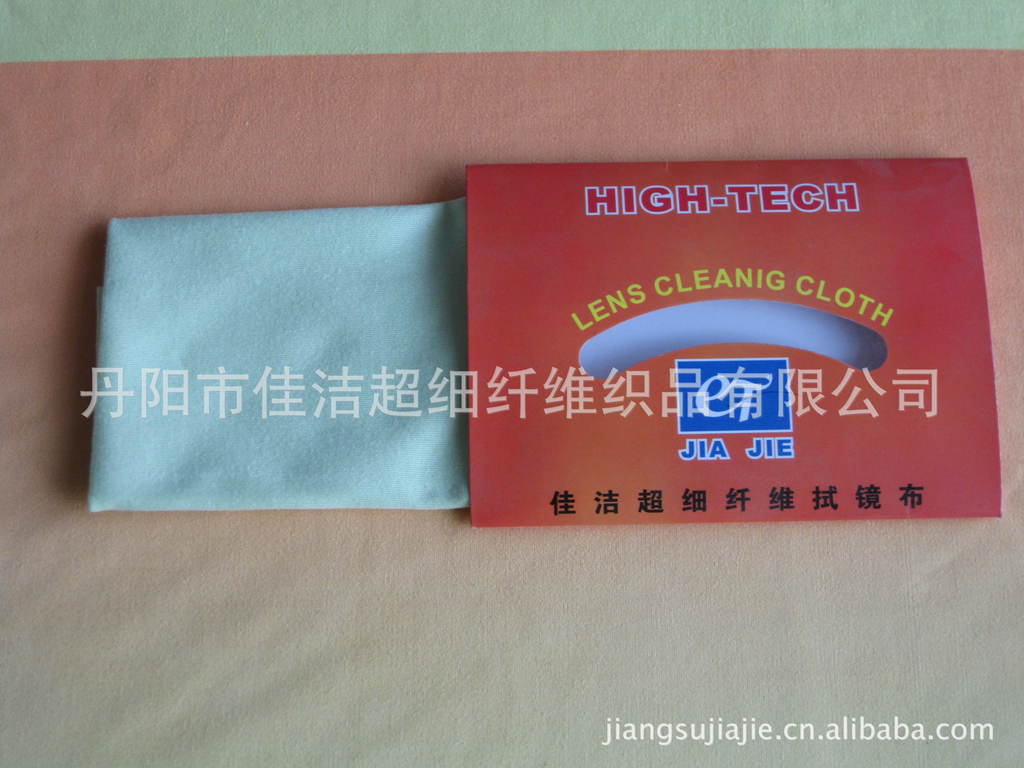 HIGH-TECH
LENS CLEANIG CLOTH
丹阳市佳洁超细纤维织品有限公司
JIA JIE
佳洁超细纤维拭镜布
jiangsujiajie.cn.alibaba.com